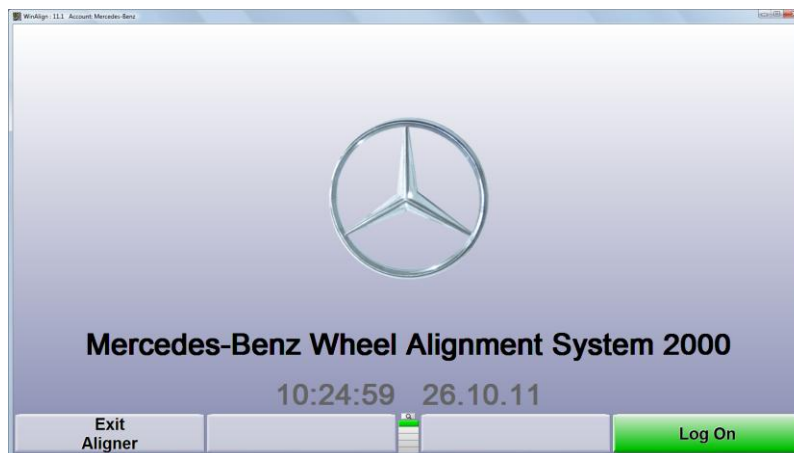 WinAlign : 11.1 Account: Mercedes-Benz
Mercedes-Benz Wheel Alignment System 2000
10:24:59 26.10.11
Exit
Aligner
Log On